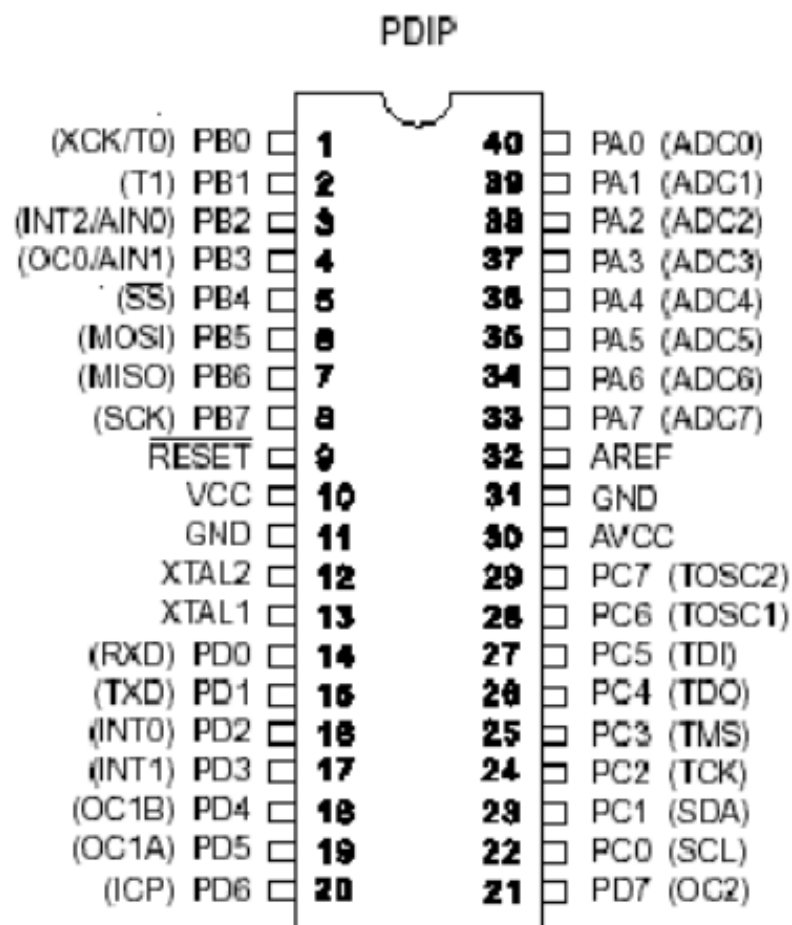 PDIP
(XCK/T0) PB0 1 40 PA0 (ADC0)
(T1) PB1 2 39 PA1 (ADC1)
(INT2/AIN0) PB2 3 38 PA2 (ADC2)
(OC0/AIN1) PB3 4 37 PA3 (ADC3)
(S̅S̅) PB4 5 36 PA4 (ADC4)
(MOSI) PB5 6 35 PA5 (ADC5)
(MISO) PB6 7 34 PA6 (ADC6)
(SCK) PB7 8 33 PA7 (ADC7)
R̅E̅S̅E̅T̅ 9 32 AREF
VCC 10 31 GND
GND 11 30 AVCC
XTAL2 12 29 PC7 (TOSC2)
XTAL1 13 28 PC6 (TOSC1)
(RXD) PD0 14 27 PC5 (TDI)
(TXD) PD1 15 26 PC4 (TDO)
(INT0) PD2 16 25 PC3 (TMS)
(INT1) PD3 17 24 PC2 (TCK)
(OC1B) PD4 18 23 PC1 (SDA)
(OC1A) PD5 19 22 PC0 (SCL)
(ICP) PD6 20 21 PD7 (OC2)